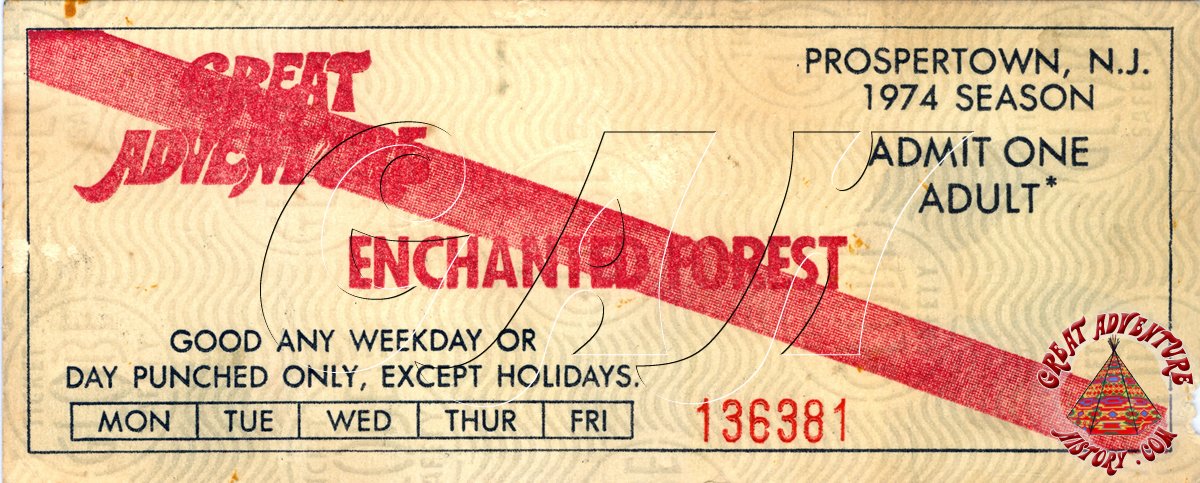 GREAT
ADVENTURE
ENCHANTED FOREST
PROSPERTOWN, N.J.
1974 SEASON
ADMIT ONE
ADULT*
GOOD ANY WEEKDAY OR
DAY PUNCHED ONLY, EXCEPT HOLIDAYS.
MON TUE WED THUR FRI
136381
GREAT ADVENTURE
HISTORY.COM